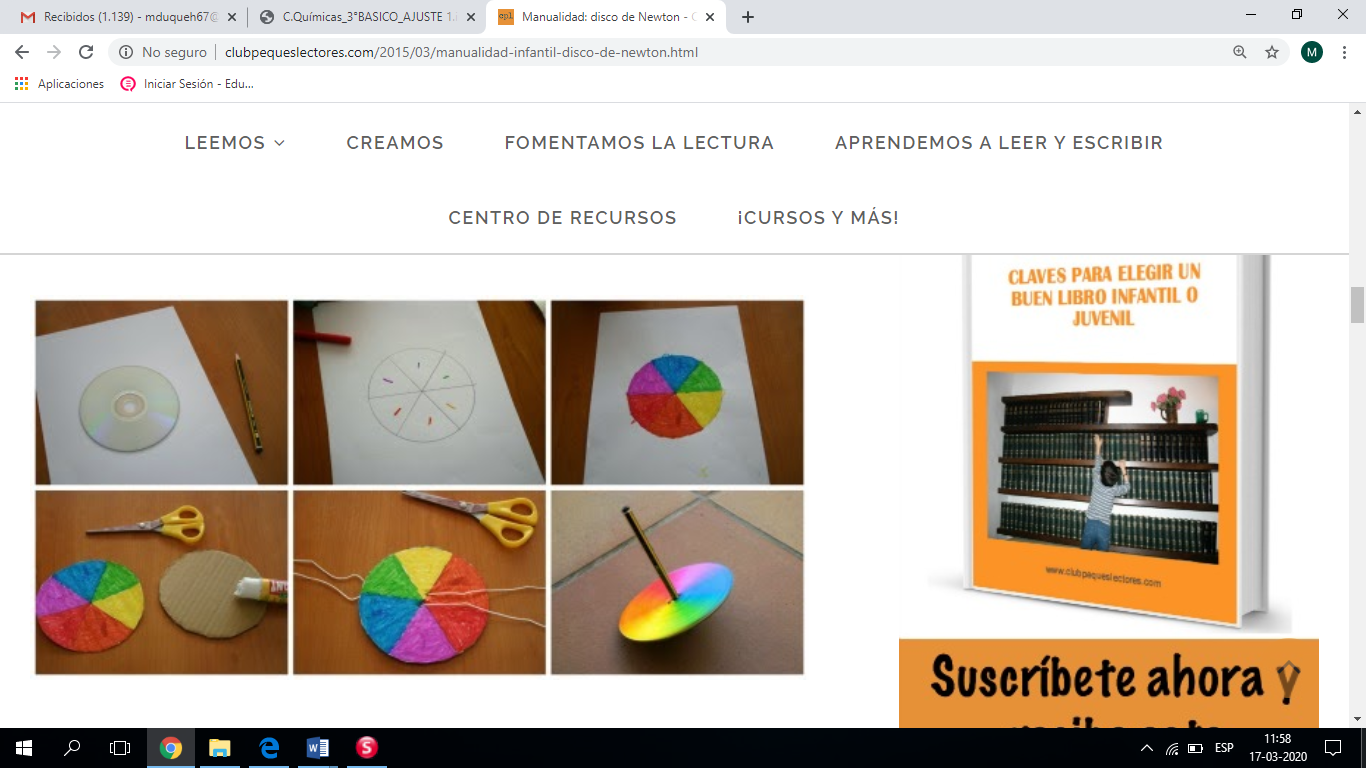 Recibidos (1.139) - mduqueh67@
C.Químicas_3°BASICO_AJUSTE 1.
Manualidad: disco de Newton - C
No seguro
clubpequeslectores.com/2015/03/manualidad-infantil-disco-de-newton.html
M
Aplicaciones
Iniciar Sesión - Edu...
LEEMOS
CREAMOS
FOMENTAMOS LA LECTURA
APRENDEMOS A LEER Y ESCRIBIR
CENTRO DE RECURSOS
¡CURSOS Y MÁS!
CLAVES PARA ELEGIR UN
BUEN LIBRO INFANTIL O
JUVENIL
www.clubpequeslectores.com
Suscríbete ahora y
recibe este
ESP
11:58
17-03-2020